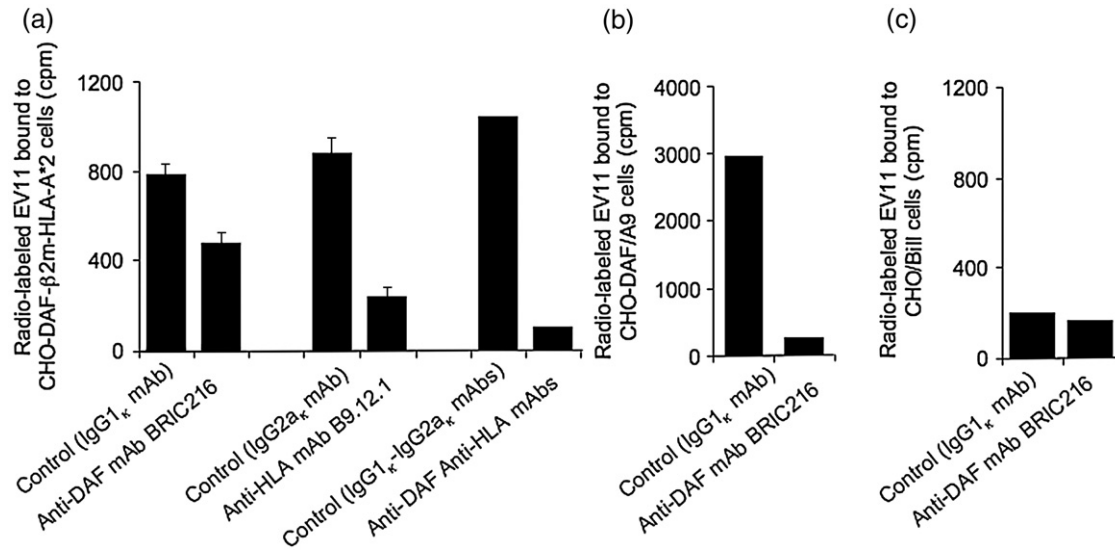 (a)
Radio-labeled EV11 bound to
CHO-DAF-β2m-HLA-A*2 cells (cpm)
1200
800
400
0
Control (IgG1κ mAb)
Anti-DAF mAb BRIC216
Control (IgG2aκ mAb)
Anti-HLA mAb B9.12.1
Control (IgG1κ-IgG2aκ mAbs)
Anti-DAF Anti-HLA mAbs
(b)
Radio-labeled EV11 bound to
CHO-DAF/A9 cells (cpm)
4000
3000
2000
1000
0
Control (IgG1κ mAb)
Anti-DAF mAb BRIC216
(c)
Radio-labeled EV11 bound to
CHO/Bill cells (cpm)
1200
800
400
0
Control (IgG1κ mAb)
Anti-DAF mAb BRIC216